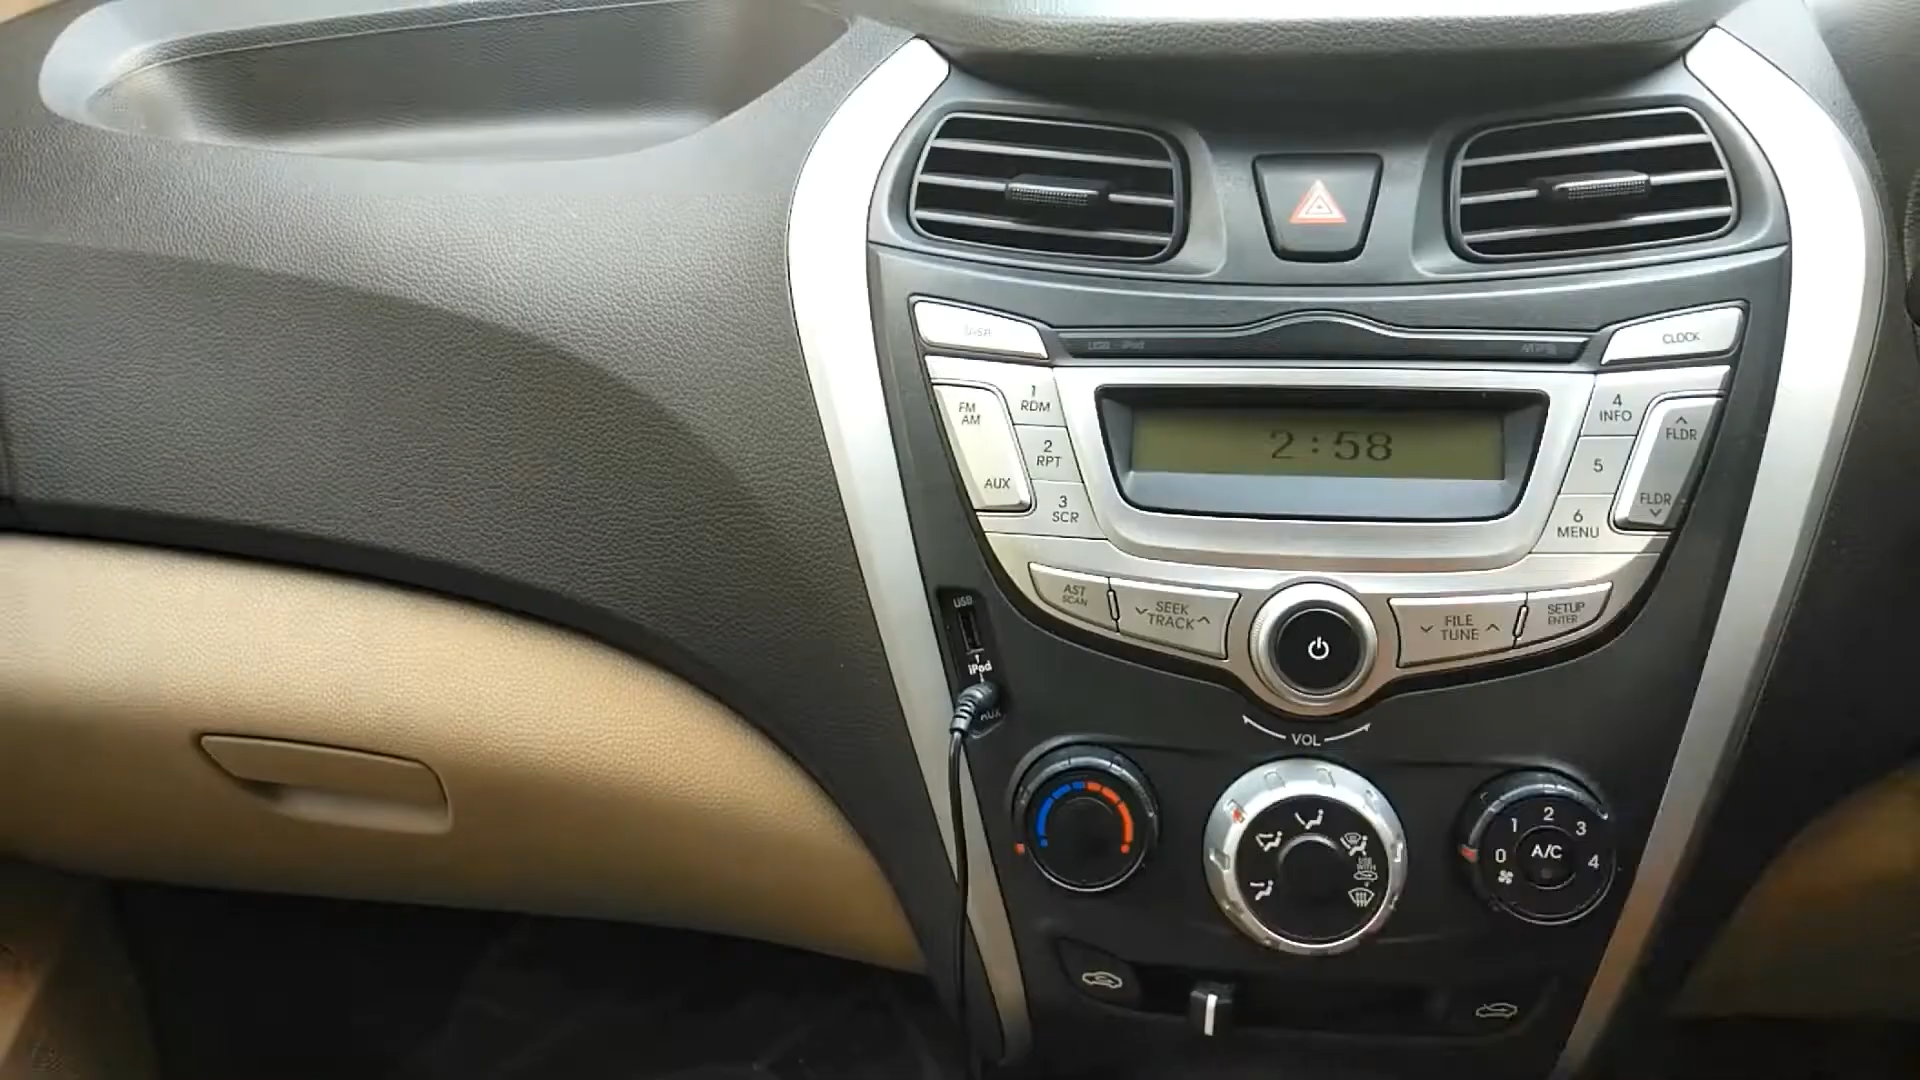 CLOCK
FM
AM
AUX
1
RDM
2
RPT
3
SCR
2:58
4
INFO
5
6
MENU
FLDR
FLDR
AST
SCAN
SEEK
TRACK
FILE
TUNE
SETUP
ENTER
USB
iPod
AUX
VOL
0
1
2
3
4
A/C